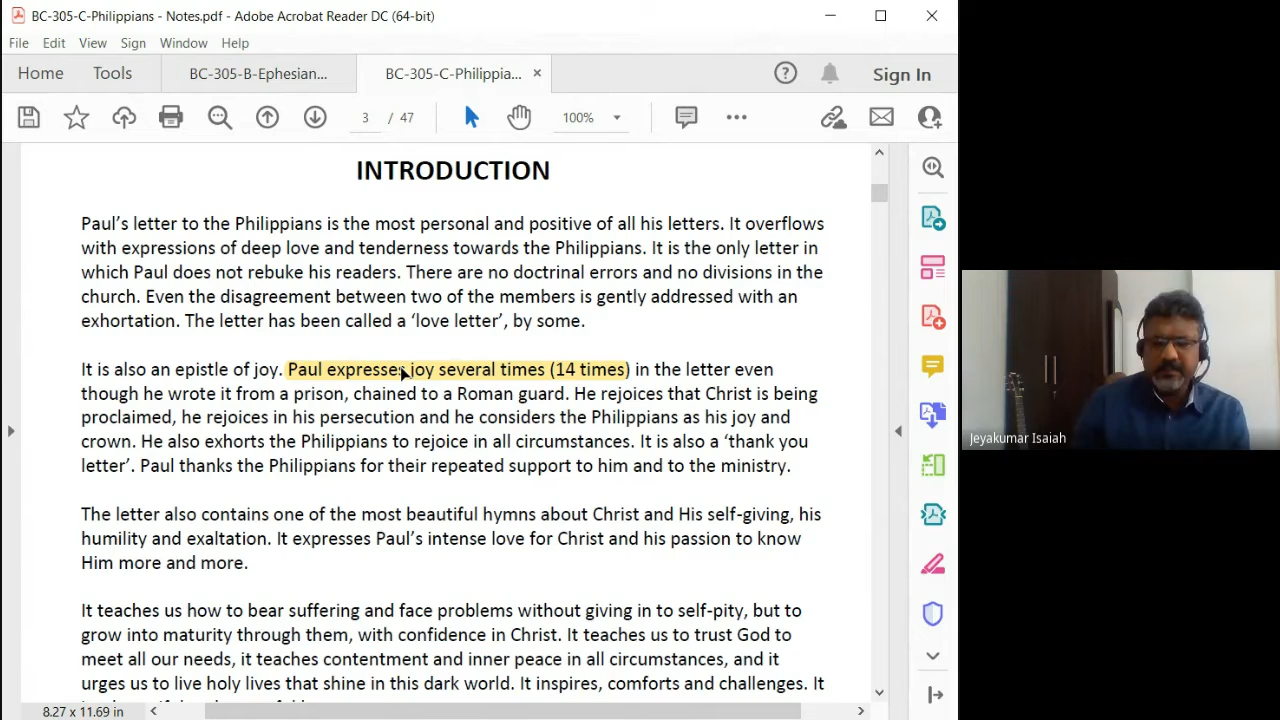 BC-305-C-Philippians - Notes.pdf - Adobe Acrobat Reader DC (64-bit)
File Edit View Sign Window Help
Home Tools BC-305-B-Ephesian... BC-305-C-Philippia... × Sign In
3 / 47 100%
INTRODUCTION
Paul’s letter to the Philippians is the most personal and positive of all his letters. It overflows
with expressions of deep love and tenderness towards the Philippians. It is the only letter in
which Paul does not rebuke his readers. There are no doctrinal errors and no divisions in the
church. Even the disagreement between two of the members is gently addressed with an
exhortation. The letter has been called a ‘love letter’, by some.
It is also an epistle of joy. Paul expresses joy several times (14 times) in the letter even
though he wrote it from a prison, chained to a Roman guard. He rejoices that Christ is being
proclaimed, he rejoices in his persecution and he considers the Philippians as his joy and
crown. He also exhorts the Philippians to rejoice in all circumstances. It is also a ‘thank you
letter’. Paul thanks the Philippians for their repeated support to him and to the ministry.
The letter also contains one of the most beautiful hymns about Christ and His self-giving, his
humility and exaltation. It expresses Paul’s intense love for Christ and his passion to know
Him more and more.
It teaches us how to bear suffering and face problems without giving in to self-pity, but to
grow into maturity through them, with confidence in Christ. It teaches us to trust God to
meet all our needs, it teaches contentment and inner peace in all circumstances, and it
urges us to live holy lives that shine in this dark world. It inspires, comforts and challenges. It
8.27 x 11.69 in
Jeyakumar Isaiah